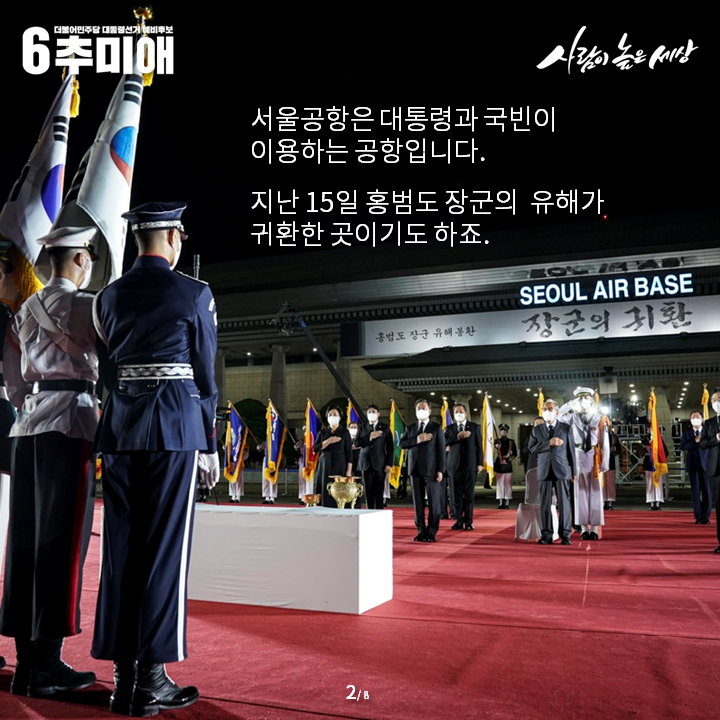 더불어민주당 대통령선거 예비후보
6 추미애
사람이 높은 세상
서울공항은 대통령과 국빈이
이용하는 공항입니다.
지난 15일 홍범도 장군의 유해가
귀환한 곳이기도 하죠.
SEOUL AIR BASE
홍범도 장군 유해봉환
장군의 귀환
2/8